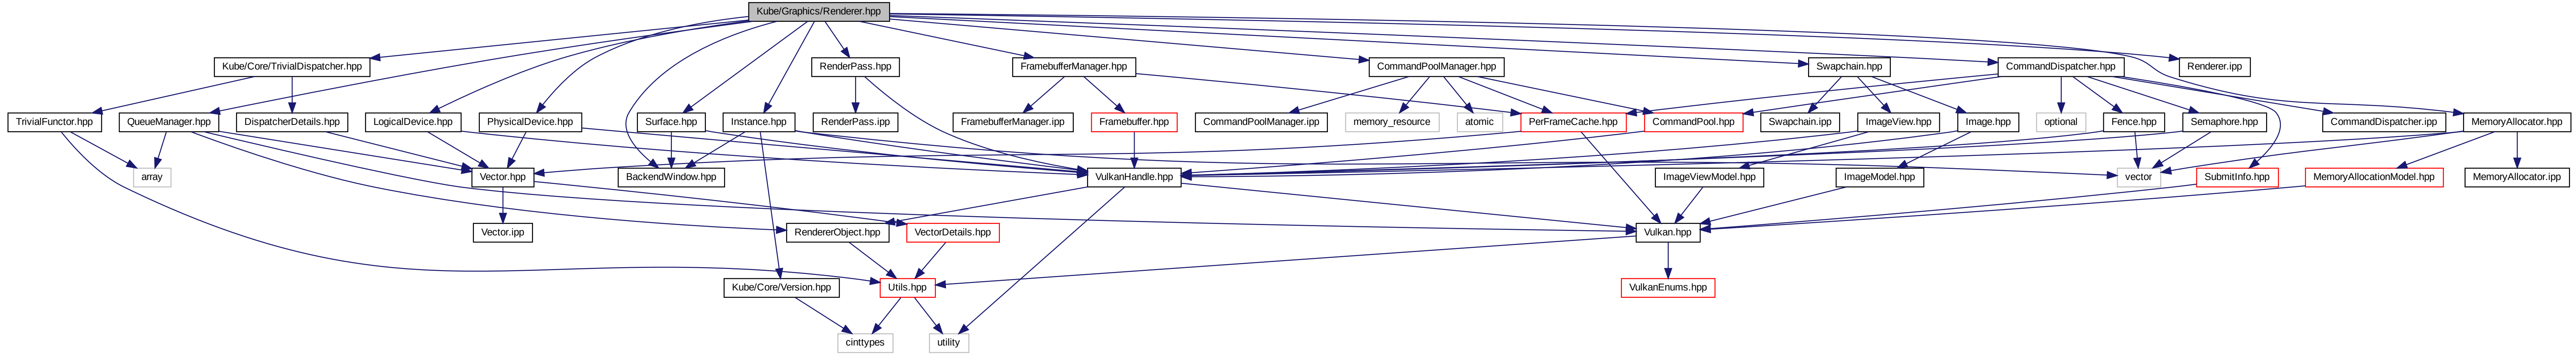 Kube/Graphics/Renderer.hpp
Kube/Core/TrivialDispatcher.hpp
RenderPass.hpp
FramebufferManager.hpp
CommandPoolManager.hpp
Swapchain.hpp
CommandDispatcher.hpp
Renderer.ipp
TrivialFunctor.hpp
QueueManager.hpp
DispatcherDetails.hpp
LogicalDevice.hpp
PhysicalDevice.hpp
Surface.hpp
Instance.hpp
RenderPass.ipp
FramebufferManager.ipp
Framebuffer.hpp
CommandPoolManager.ipp
memory_resource
atomic
PerFrameCache.hpp
CommandPool.hpp
Swapchain.ipp
ImageView.hpp
Image.hpp
optional
Fence.hpp
Semaphore.hpp
CommandDispatcher.ipp
MemoryAllocator.hpp
array
Vector.hpp
BackendWindow.hpp
VulkanHandle.hpp
ImageViewModel.hpp
ImageModel.hpp
vector
SubmitInfo.hpp
MemoryAllocationModel.hpp
MemoryAllocator.ipp
Vector.ipp
RendererObject.hpp
VectorDetails.hpp
Vulkan.hpp
Kube/Core/Version.hpp
Utils.hpp
VulkanEnums.hpp
cinttypes
utility